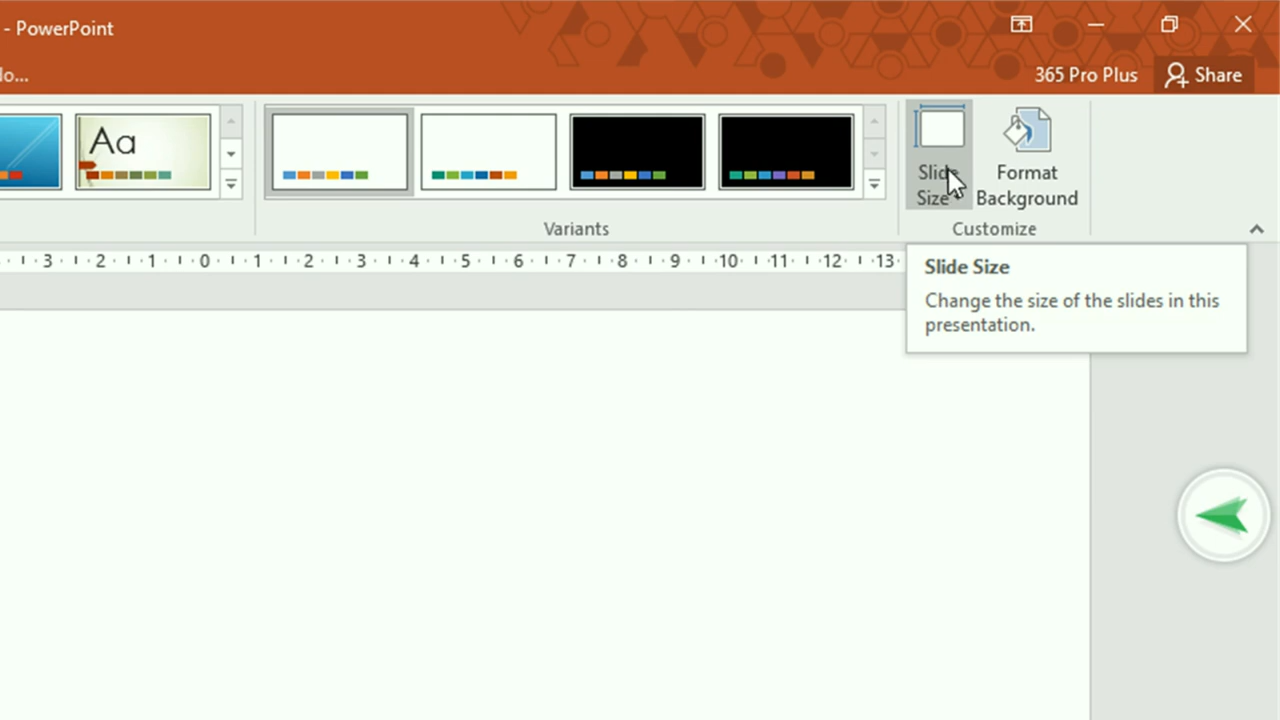 - PowerPoint
lo...
365 Pro Plus
Share
Aa
Slide
Size
Format
Background
Variants
Customize
3 2 1 0 1 2 3 4 5 6 7 8 9 10 11 12 13
Slide Size
Change the size of the slides in this
presentation.